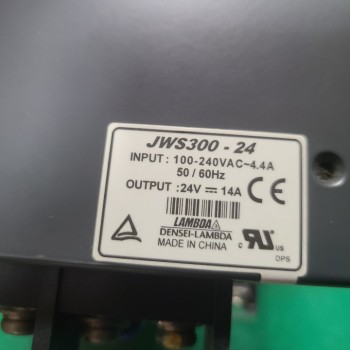 JWS300 - 24
INPUT : 100-240VAC~4.4A
50 / 60Hz
OUTPUT : 24V ⎓ 14A
CE
LAMBDA
DENSEI-LAMBDA
MADE IN CHINA
c RU US
DPS